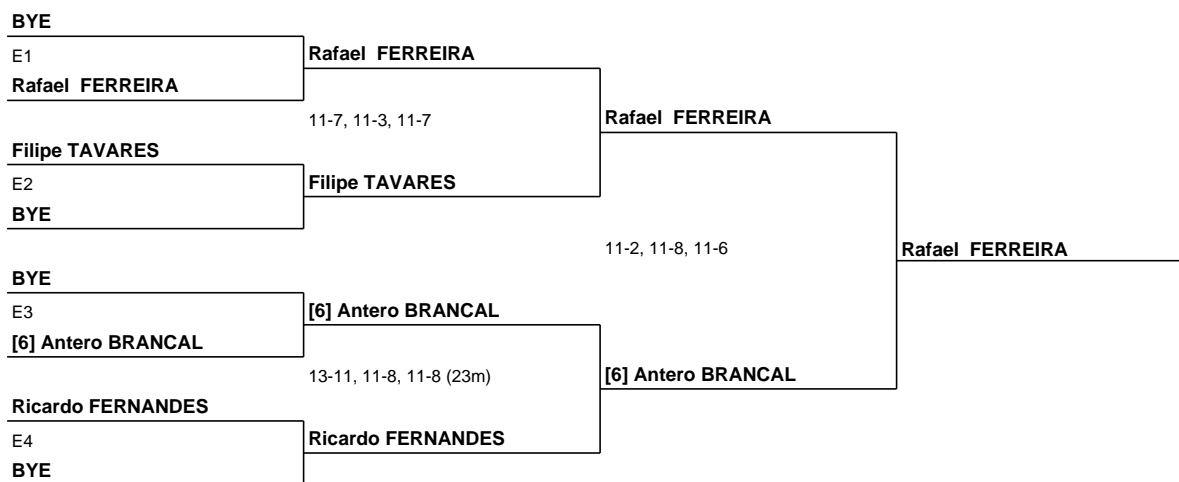 BYE
E1
Rafael  FERREIRA
Rafael  FERREIRA
11-7, 11-3, 11-7
Rafael  FERREIRA
Filipe TAVARES
E2
Filipe TAVARES
BYE
11-2, 11-8, 11-6
Rafael  FERREIRA
BYE
E3
[6] Antero BRANCAL
[6] Antero BRANCAL
13-11, 11-8, 11-8 (23m)
[6] Antero BRANCAL
Ricardo FERNANDES
E4
Ricardo FERNANDES
BYE